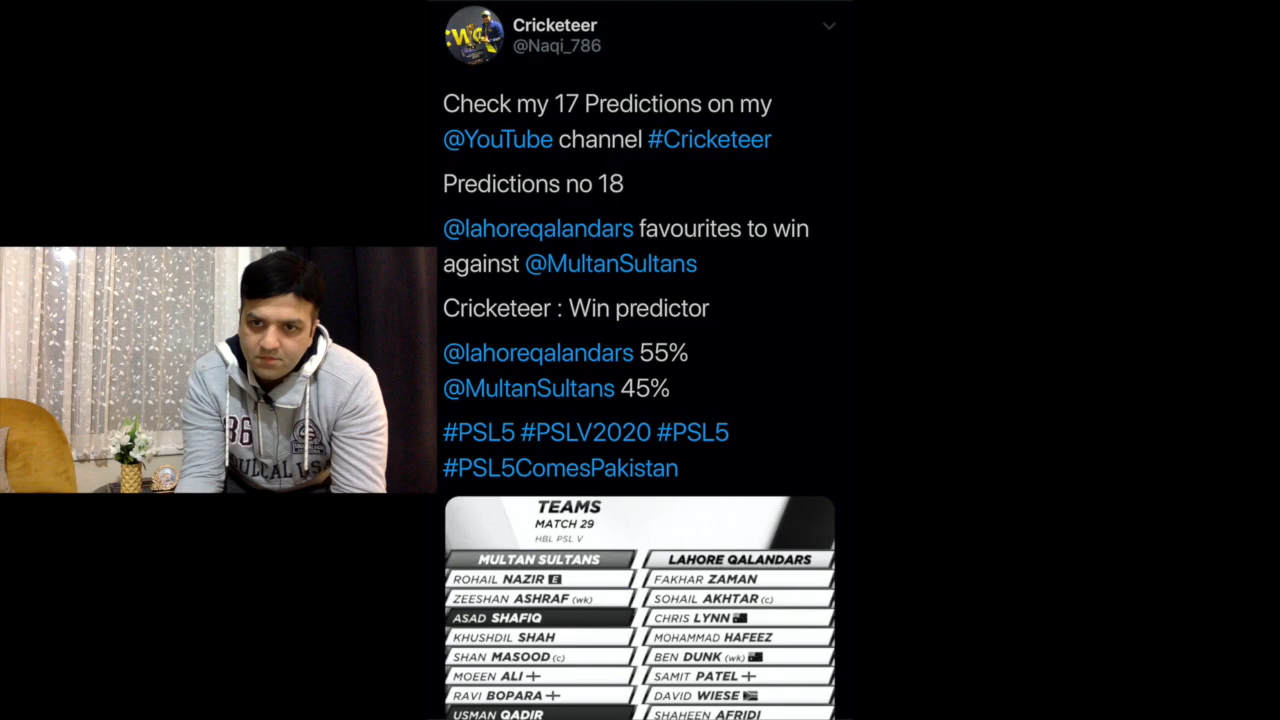 Cricketeer
@Naqi_786
Check my 17 Predictions on my
@YouTube channel #Cricketeer
Predictions no 18
@lahoreqalandars favourites to win
against @MultanSultans
Cricketeer : Win predictor
@lahoreqalandars 55%
@MultanSultans 45%
#PSL5 #PSLV2020 #PSL5
#PSL5ComesPakistan
TEAMS
MATCH 29
HBL PSL V
MULTAN SULTANS LAHORE QALANDARS
ROHAIL NAZIR E FAKHAR ZAMAN
ZEESHAN ASHRAF (wk) SOHAIL AKHTAR (c)
ASAD SHAFIQ CHRIS LYNN
KHUSHDIL SHAH MOHAMMAD HAFEEZ
SHAN MASOOD (c) BEN DUNK (wk)
MOEEN ALI SAMIT PATEL
RAVI BOPARA DAVID WIESE
USMAN QADIR SHAHEEN AFRIDI
86